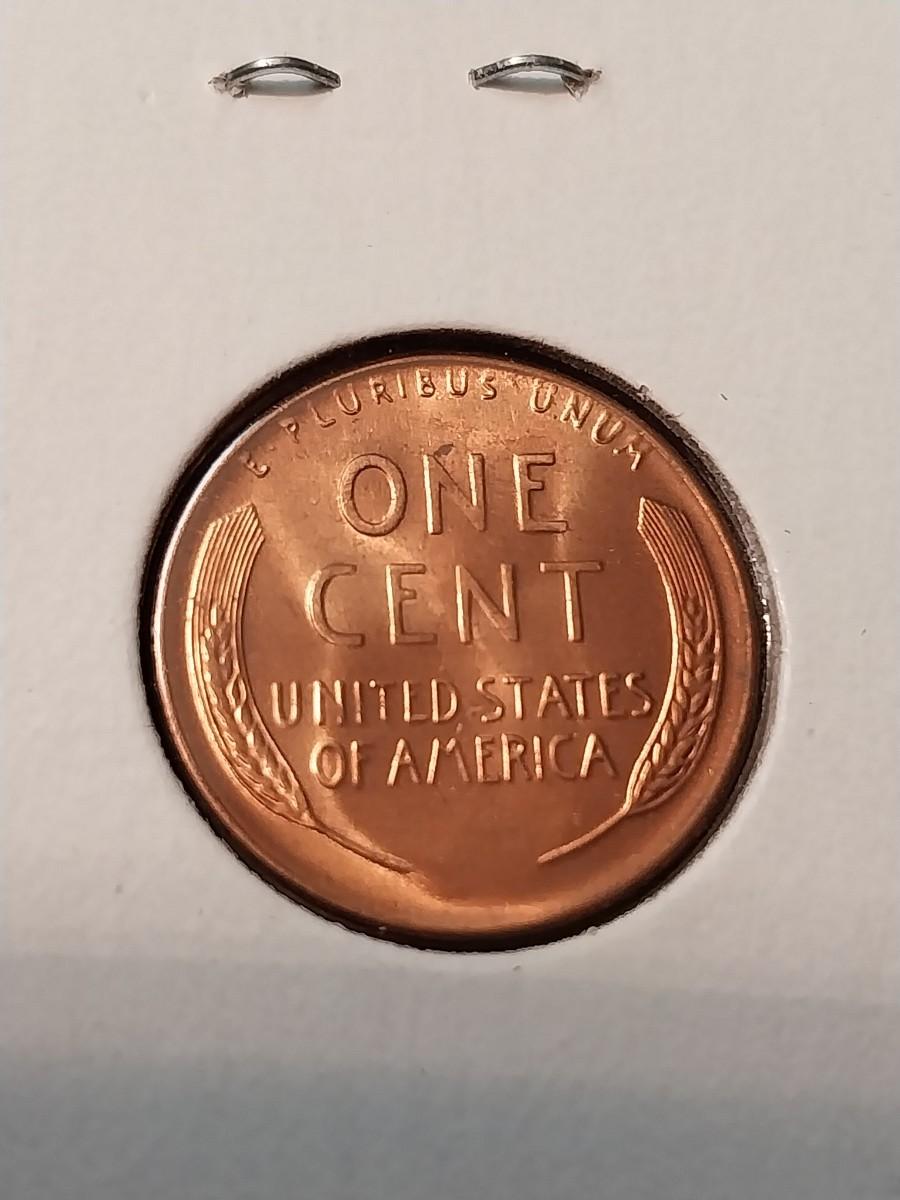 E PLURIBUS UNUM
ONE
CENT
UNITED STATES
OF AMERICA